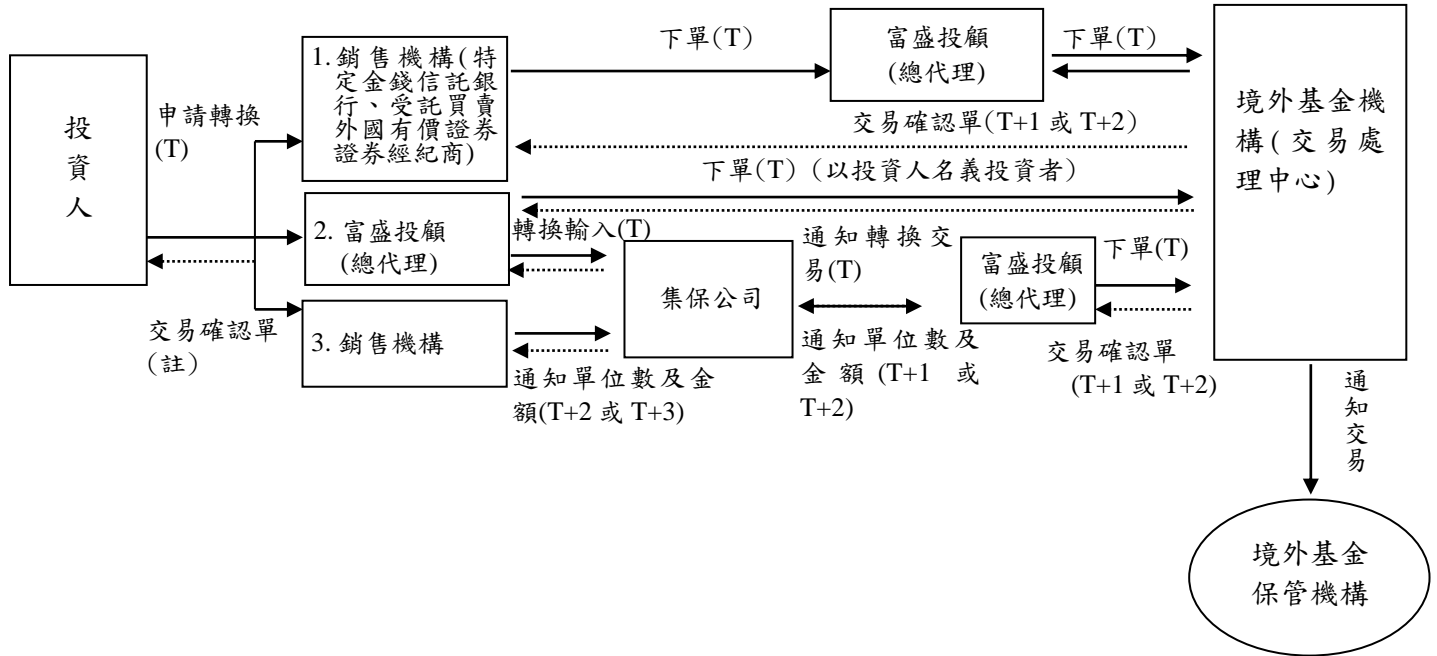 投
資
人
申請轉換
(T)
交易確認單
(註)
1. 銷售機構(特
定金錢信託銀
行、受託買賣
外國有價證券
證券經紀商)
2. 富盛投顧
(總代理)
3. 銷售機構
下單(T)
富盛投顧
(總代理)
下單(T)
交易確認單(T+1 或 T+2)
下單(T) (以投資人名義投資者)
轉換輸入(T)
集保公司
通知單位數及金
額(T+2 或 T+3)
通知轉換交
易(T)
通知單位數及
金額 (T+1 或
T+2)
富盛投顧
(總代理)
下單(T)
交易確認單
(T+1 或 T+2)
境外基金機
構(交易處
理中心)
通
知
交
易
境外基金
保管機構